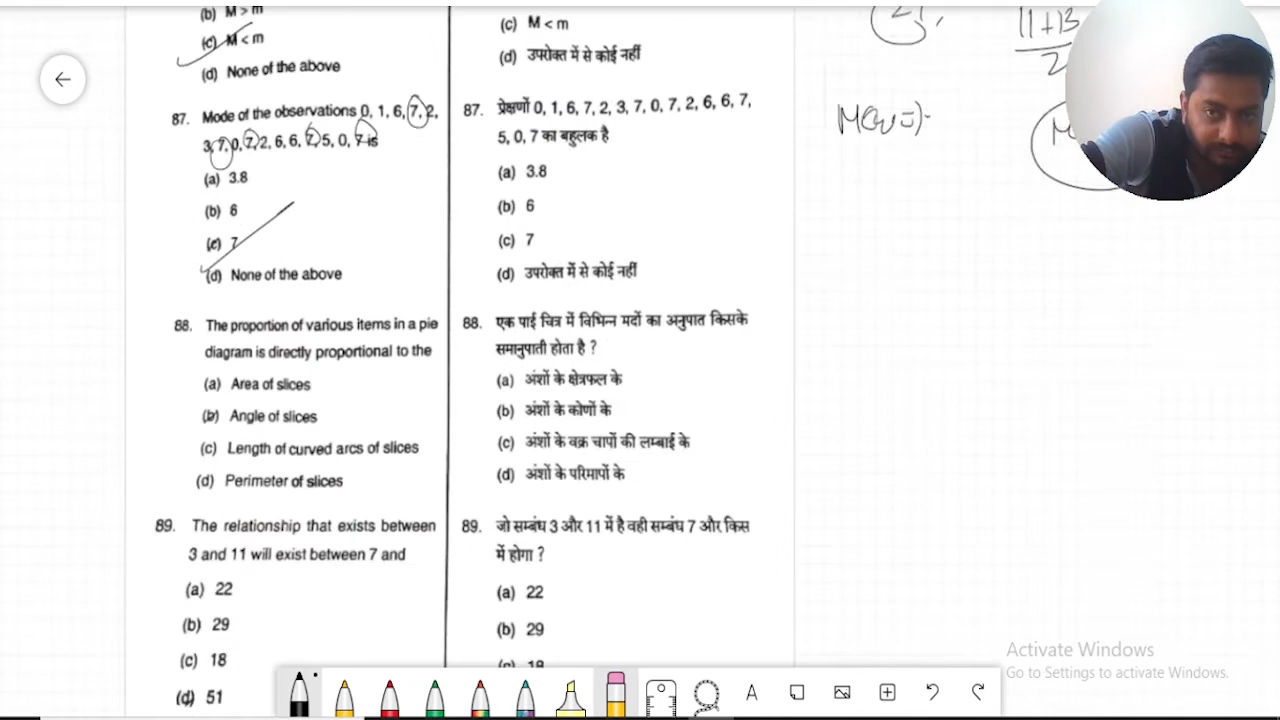 (b) M > m
(c) M < m
(d) None of the above
87. Mode of the observations 0, 1, 6, 7, 2,
3, 7, 0, 7, 2, 6, 6, 7, 5, 0, 7 is
(a) 3.8
(b) 6
(c) 7
(d) None of the above
88. The proportion of various items in a pie
diagram is directly proportional to the
(a) Area of slices
(b) Angle of slices
(c) Length of curved arcs of slices
(d) Perimeter of slices
89. The relationship that exists between
3 and 11 will exist between 7 and
(a) 22
(b) 29
(c) 18
(d) 51
(c) M < m
(d) उपरोक्त में से कोई नहीं
87. प्रेक्षणों 0, 1, 6, 7, 2, 3, 7, 0, 7, 2, 6, 6, 7,
5, 0, 7 का बहुलक है
(a) 3.8
(b) 6
(c) 7
(d) उपरोक्त में से कोई नहीं
88. एक पाई चित्र में विभिन्न मदों का अनुपात किसके
समानुपाती होता है ?
(a) अंशों के क्षेत्रफल के
(b) अंशों के कोणों के
(c) अंशों के वक्र चापों की लम्बाई के
(d) अंशों के परिमापों के
89. जो सम्बंध 3 और 11 में है वही सम्बंध 7 और किस
में होगा ?
(a) 22
(b) 29
(c) 18
11+13
2
Activate Windows
Go to Settings to activate Windows.